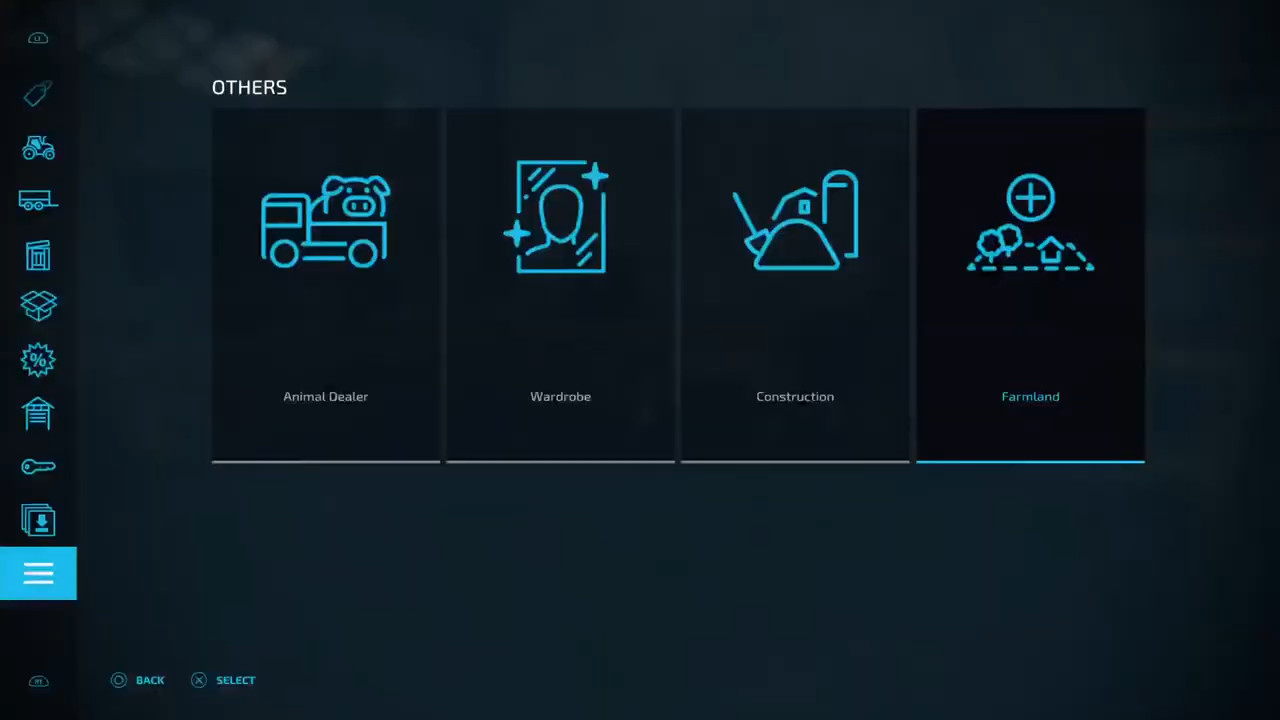 OTHERS
Animal Dealer
Wardrobe
Construction
Farmland
BACK
SELECT